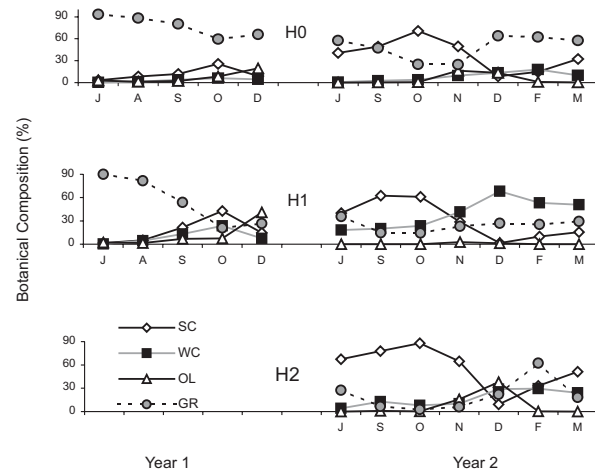 Botanical Composition (%)
90
60
30
0
H0
J A S O D J S O N D F M
90
60
30
0
H1
J A S O D J S O N D F M
90
60
30
0
H2
SC
WC
OL
GR
J S O N D F M
Year 1 Year 2